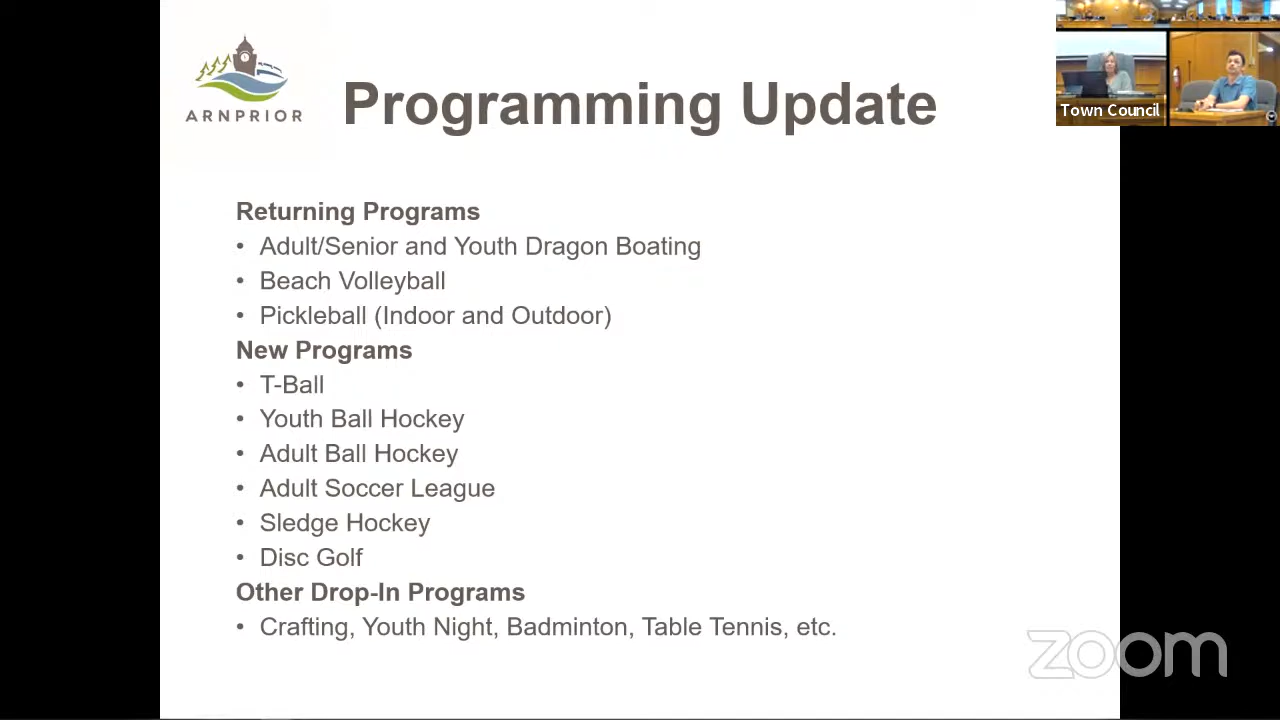 ARNPRIOR
Programming Update
Town Council
Returning Programs
• Adult/Senior and Youth Dragon Boating
• Beach Volleyball
• Pickleball (Indoor and Outdoor)
New Programs
• T-Ball
• Youth Ball Hockey
• Adult Ball Hockey
• Adult Soccer League
• Sledge Hockey
• Disc Golf
Other Drop-In Programs
• Crafting, Youth Night, Badminton, Table Tennis, etc.
zoom